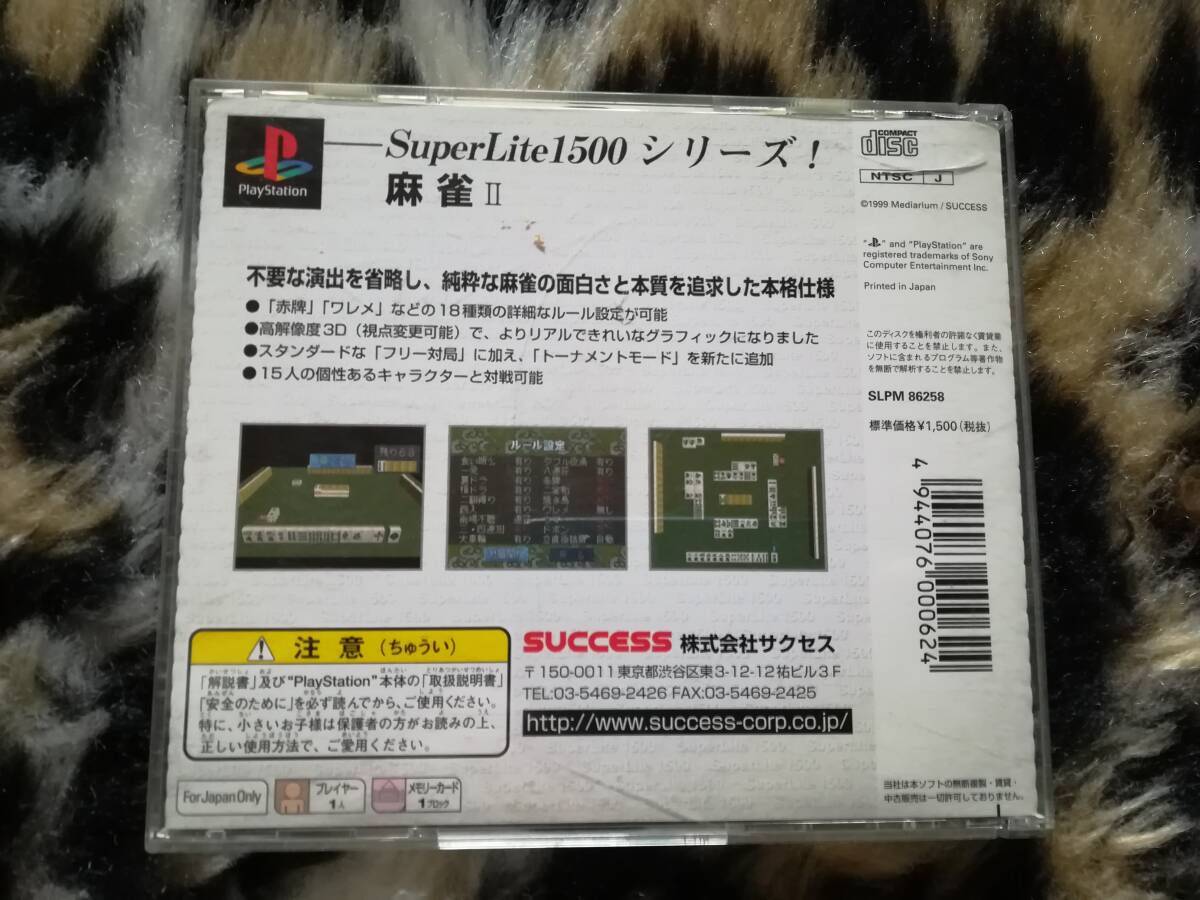 PlayStation
SuperLite1500 シリーズ!
麻雀Ⅱ
COMPACT
disc
NTSC J
©1999 Mediarium / SUCCESS
" " and "PlayStation" are
registered trademarks of Sony
Computer Entertainment Inc.
Printed in Japan
不要な演出を省略し、純粋な麻雀の面白さと本質を追求した本格仕様
●「赤牌」「ワレメ」などの18種類の詳細なルール設定が可能
●高解像度3D(視点変更可能)で、よりリアルできれいなグラフィックになりました
●スタンダードな「フリー対局」に加え、「トーナメントモード」を新たに追加
●15人の個性あるキャラクターと対戦可能
このディスクを権利者の許諾なく賃貸業
に使用することを禁止します。また、
ソフトに含まれるプログラム等著作物
を無断で解析することを禁止します。
SLPM 86258
標準価格¥1,500(税抜)
4944076000624
残り68
ルール設定
注意(ちゅうい)
「解説書」及び"PlayStation"本体の「取扱説明書」
「安全のために」を必ず読んでから、ご使用ください。
特に、小さいお子様は保護者の方がお読みの上、
正しい使用方法で、ご愛用ください。
SUCCESS 株式会社サクセス
〒150-0011東京都渋谷区東3-12-12祐ビル3F
TEL:03-5469-2426 FAX:03-5469-2425
http://www.success-corp.co.jp/
For Japan Only
プレイヤー
1人
メモリーカード
1ブロック
当社は本ソフトの無断複製・賃貸・
中古販売は一切許可しておりません。